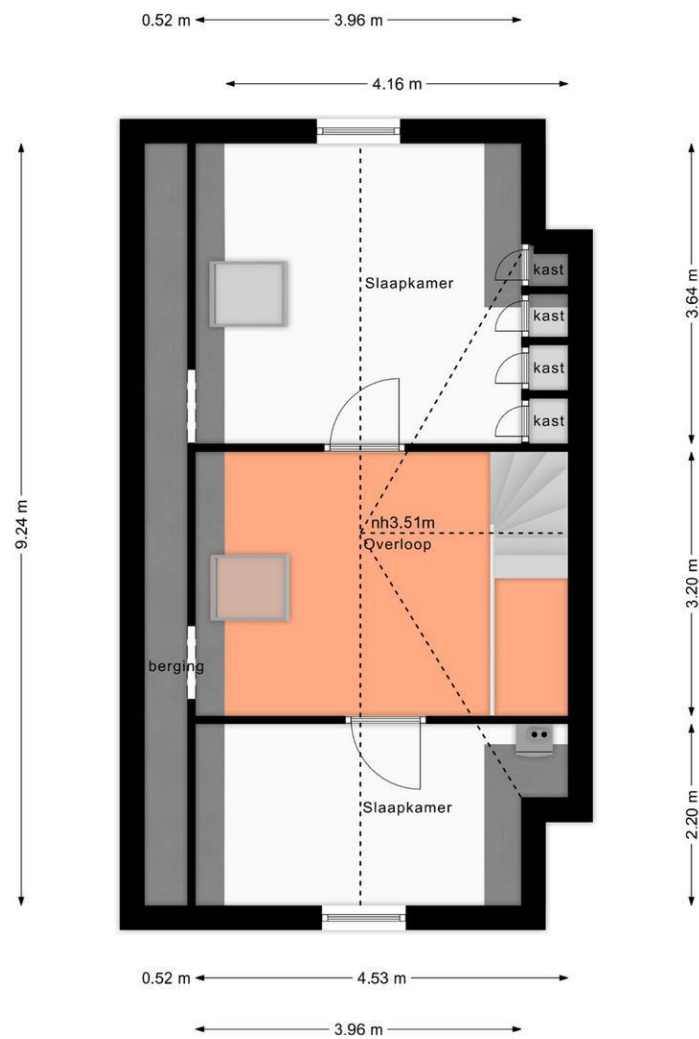 0.52 m 3.96 m
4.16 m
Slaapkamer
kast
kast
kast
kast
3.64 m
9.24 m
nh3.51m
Overloop
3.20 m
berging
Slaapkamer
2.20 m
0.52 m 4.53 m
3.96 m